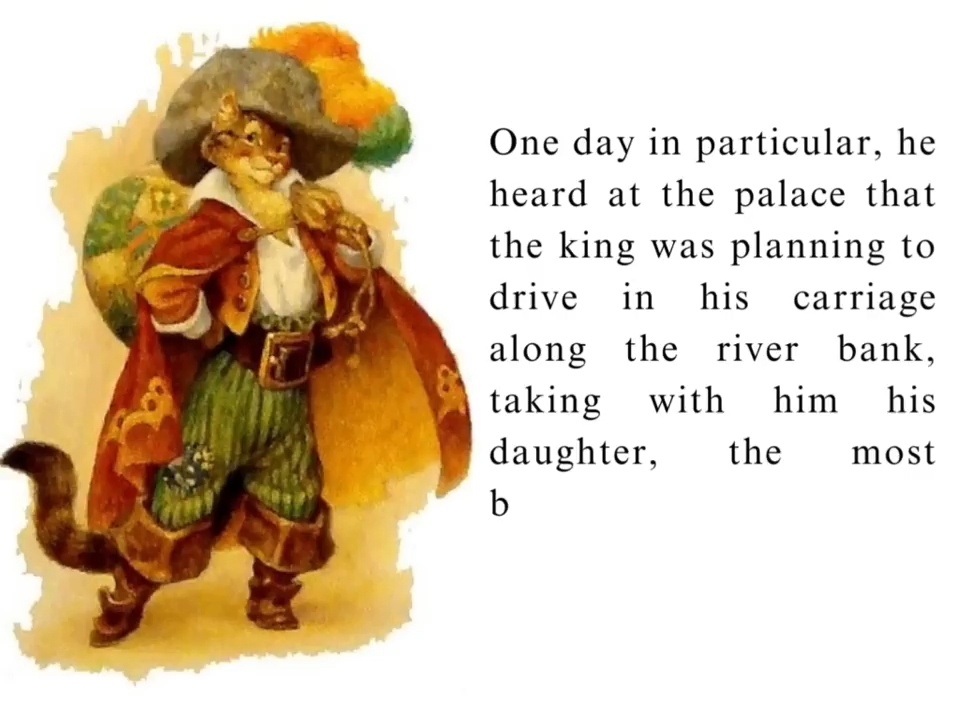 One day in particular, he
heard at the palace that
the king was planning to
drive in his carriage
along the river bank,
taking with him his
daughter, the most
b